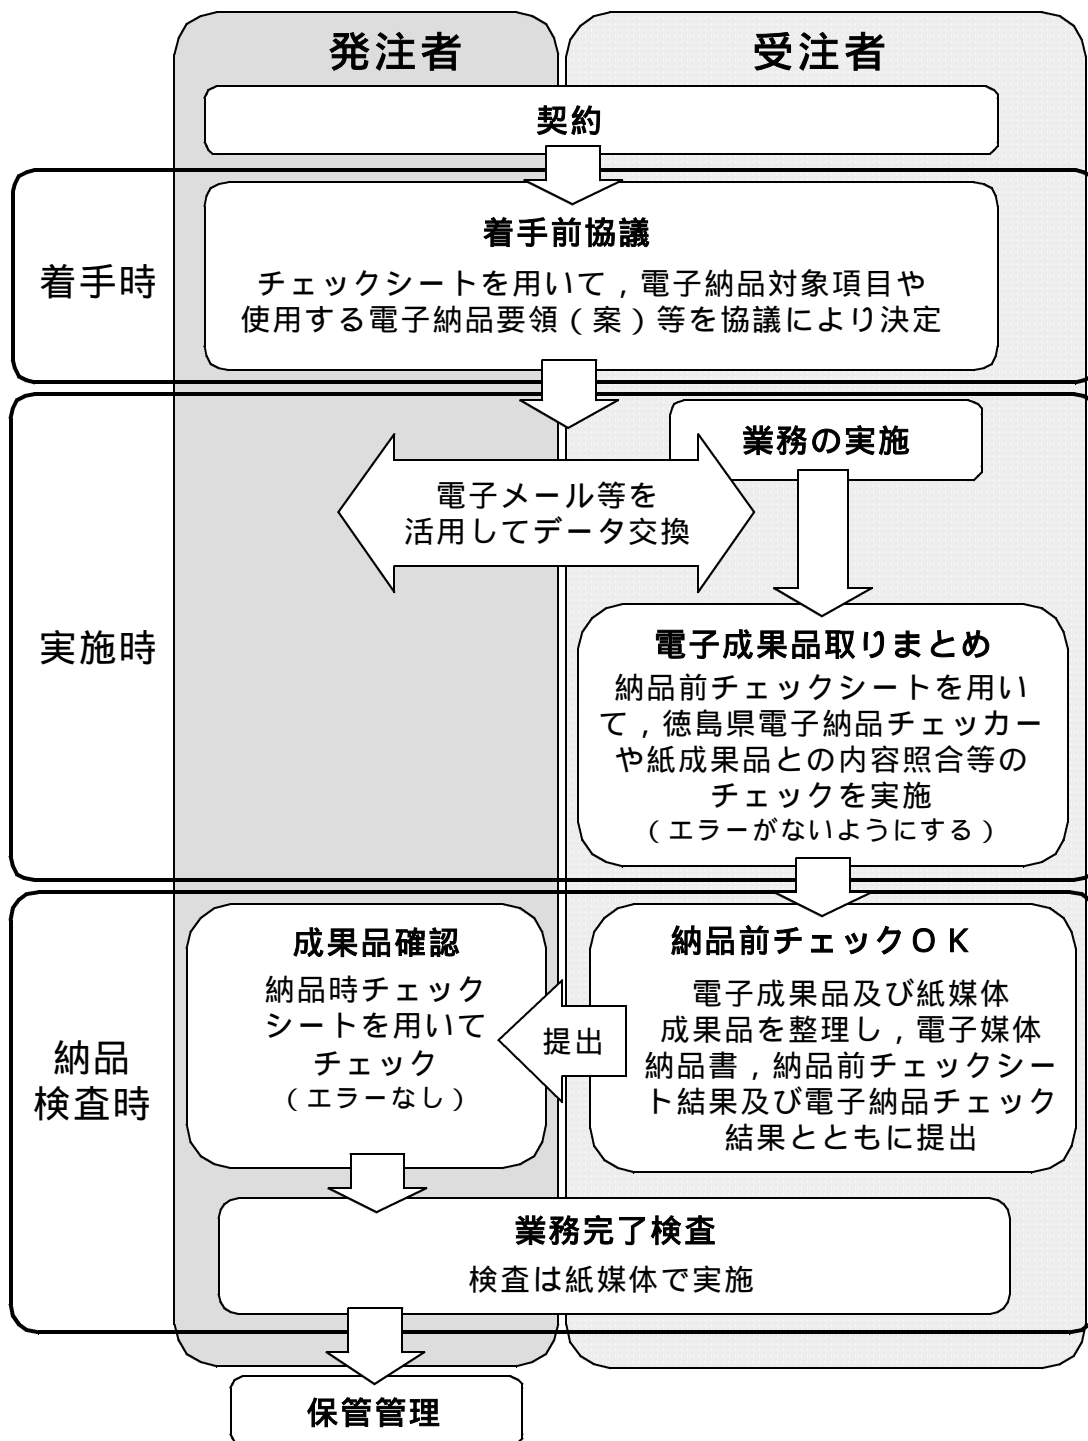 発注者
受注者
契約
着手時
着手前協議
チェックシートを用いて，電子納品対象項目や
使用する電子納品要領（案）等を協議により決定
実施時
業務の実施
電子メール等を
活用してデータ交換
電子成果品取りまとめ
納品前チェックシートを用い
て，徳島県電子納品チェッカー
や紙成果品との内容照合等の
チェックを実施
（エラーがないようにする）
納品
検査時
納品前チェックＯＫ
電子成果品及び紙媒体
成果品を整理し，電子媒体
納品書，納品前チェックシー
ト結果及び電子納品チェック
結果とともに提出
提出
成果品確認
納品時チェック
シートを用いて
チェック
（エラーなし）
業務完了検査
検査は紙媒体で実施
保管管理